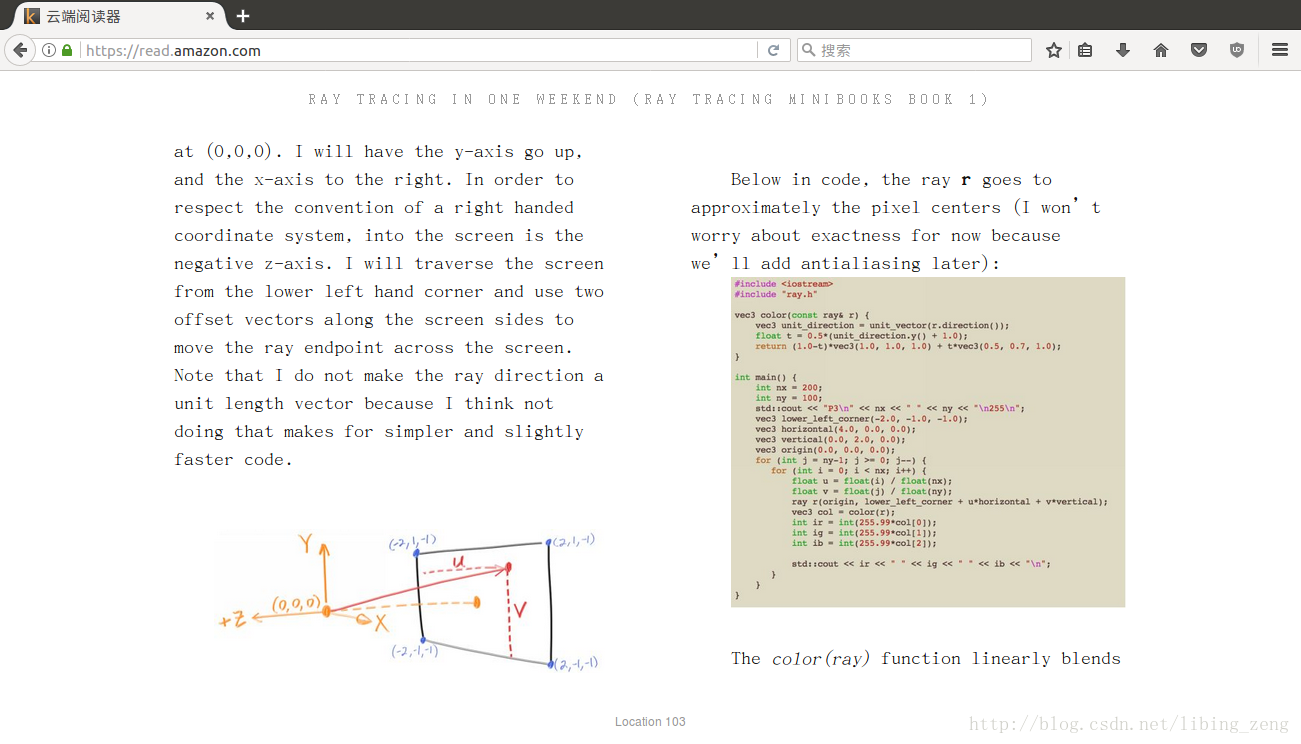 云端阅读器
https://read.amazon.com
搜索
RAY TRACING IN ONE WEEKEND (RAY TRACING MINIBOOKS BOOK 1)
at (0,0,0). I will have the y-axis go up,
and the x-axis to the right. In order to
respect the convention of a right handed
coordinate system, into the screen is the
negative z-axis. I will traverse the screen
from the lower left hand corner and use two
offset vectors along the screen sides to
move the ray endpoint across the screen.
Note that I do not make the ray direction a
unit length vector because I think not
doing that makes for simpler and slightly
faster code.
Y
(-2,1,-1)
(2,1,-1)
u
(0,0,0)
+Z
X
V
(-2,-1,-1)
(2,-1,-1)
Below in code, the ray r goes to
approximately the pixel centers (I won’t
worry about exactness for now because
we’ll add antialiasing later):
#include <iostream>
#include "ray.h"
vec3 color(const ray& r) {
vec3 unit_direction = unit_vector(r.direction());
float t = 0.5*(unit_direction.y() + 1.0);
return (1.0-t)*vec3(1.0, 1.0, 1.0) + t*vec3(0.5, 0.7, 1.0);
}
int main() {
int nx = 200;
int ny = 100;
std::cout << "P3\n" << nx << " " << ny << "\n255\n";
vec3 lower_left_corner(-2.0, -1.0, -1.0);
vec3 horizontal(4.0, 0.0, 0.0);
vec3 vertical(0.0, 2.0, 0.0);
vec3 origin(0.0, 0.0, 0.0);
for (int j = ny-1; j >= 0; j--) {
for (int i = 0; i < nx; i++) {
float u = float(i) / float(nx);
float v = float(j) / float(ny);
ray r(origin, lower_left_corner + u*horizontal + v*vertical);
vec3 col = color(r);
int ir = int(255.99*col[0]);
int ig = int(255.99*col[1]);
int ib = int(255.99*col[2]);
std::cout << ir << " " << ig << " " << ib << "\n";
}
}
}
The color(ray) function linearly blends
Location 103
http://blog.csdn.net/libing_zeng